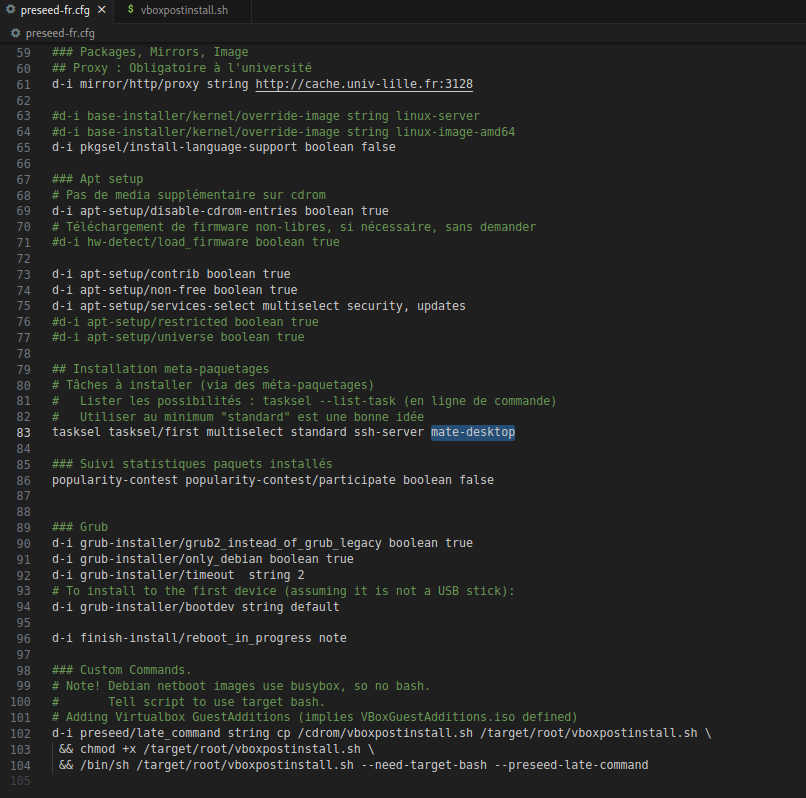 preseed-fr.cfg × $ vboxpostinstall.sh
preseed-fr.cfg
59 ### Packages, Mirrors, Image
60 ## Proxy : Obligatoire à l'université
61 d-i mirror/http/proxy string http://cache.univ-lille.fr:3128
62
63 #d-i base-installer/kernel/override-image string linux-server
64 #d-i base-installer/kernel/override-image string linux-image-amd64
65 d-i pkgsel/install-language-support boolean false
66
67 ### Apt setup
68 # Pas de media supplémentaire sur cdrom
69 d-i apt-setup/disable-cdrom-entries boolean true
70 # Téléchargement de firmware non-libres, si nécessaire, sans demander
71 #d-i hw-detect/load_firmware boolean true
72
73 d-i apt-setup/contrib boolean true
74 d-i apt-setup/non-free boolean true
75 d-i apt-setup/services-select multiselect security, updates
76 #d-i apt-setup/restricted boolean true
77 #d-i apt-setup/universe boolean true
78
79 ## Installation meta-paquetages
80 # Tâches à installer (via des méta-paquetages)
81 #   Lister les possibilités : tasksel --list-task (en ligne de commande)
82 #   Utiliser au minimum "standard" est une bonne idée
83 tasksel tasksel/first multiselect standard ssh-server mate-desktop
84
85 ### Suivi statistiques paquets installés
86 popularity-contest popularity-contest/participate boolean false
87
88
89 ### Grub
90 d-i grub-installer/grub2_instead_of_grub_legacy boolean true
91 d-i grub-installer/only_debian boolean true
92 d-i grub-installer/timeout  string 2
93 # To install to the first device (assuming it is not a USB stick):
94 d-i grub-installer/bootdev string default
95
96 d-i finish-install/reboot_in_progress note
97
98 ### Custom Commands.
99 # Note! Debian netboot images use busybox, so no bash.
100 #       Tell script to use target bash.
101 # Adding Virtualbox GuestAdditions (implies VBoxGuestAdditions.iso defined)
102 d-i preseed/late_command string cp /cdrom/vboxpostinstall.sh /target/root/vboxpostinstall.sh \
103  && chmod +x /target/root/vboxpostinstall.sh \
104  && /bin/sh /target/root/vboxpostinstall.sh --need-target-bash --preseed-late-command
105